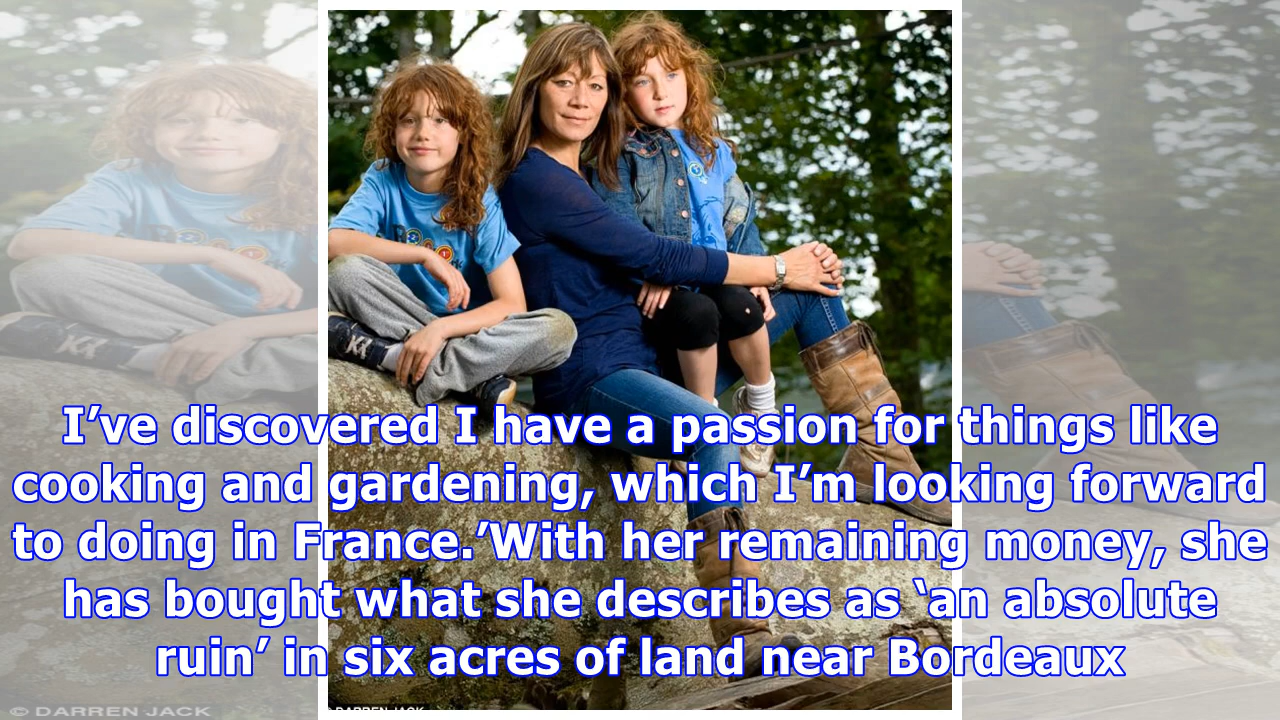 I’ve discovered I have a passion for things like
cooking and gardening, which I’m looking forward
to doing in France.’With her remaining money, she
has bought what she describes as ‘an absolute
ruin’ in six acres of land near Bordeaux
© DARREN JACK
DARREN JACK